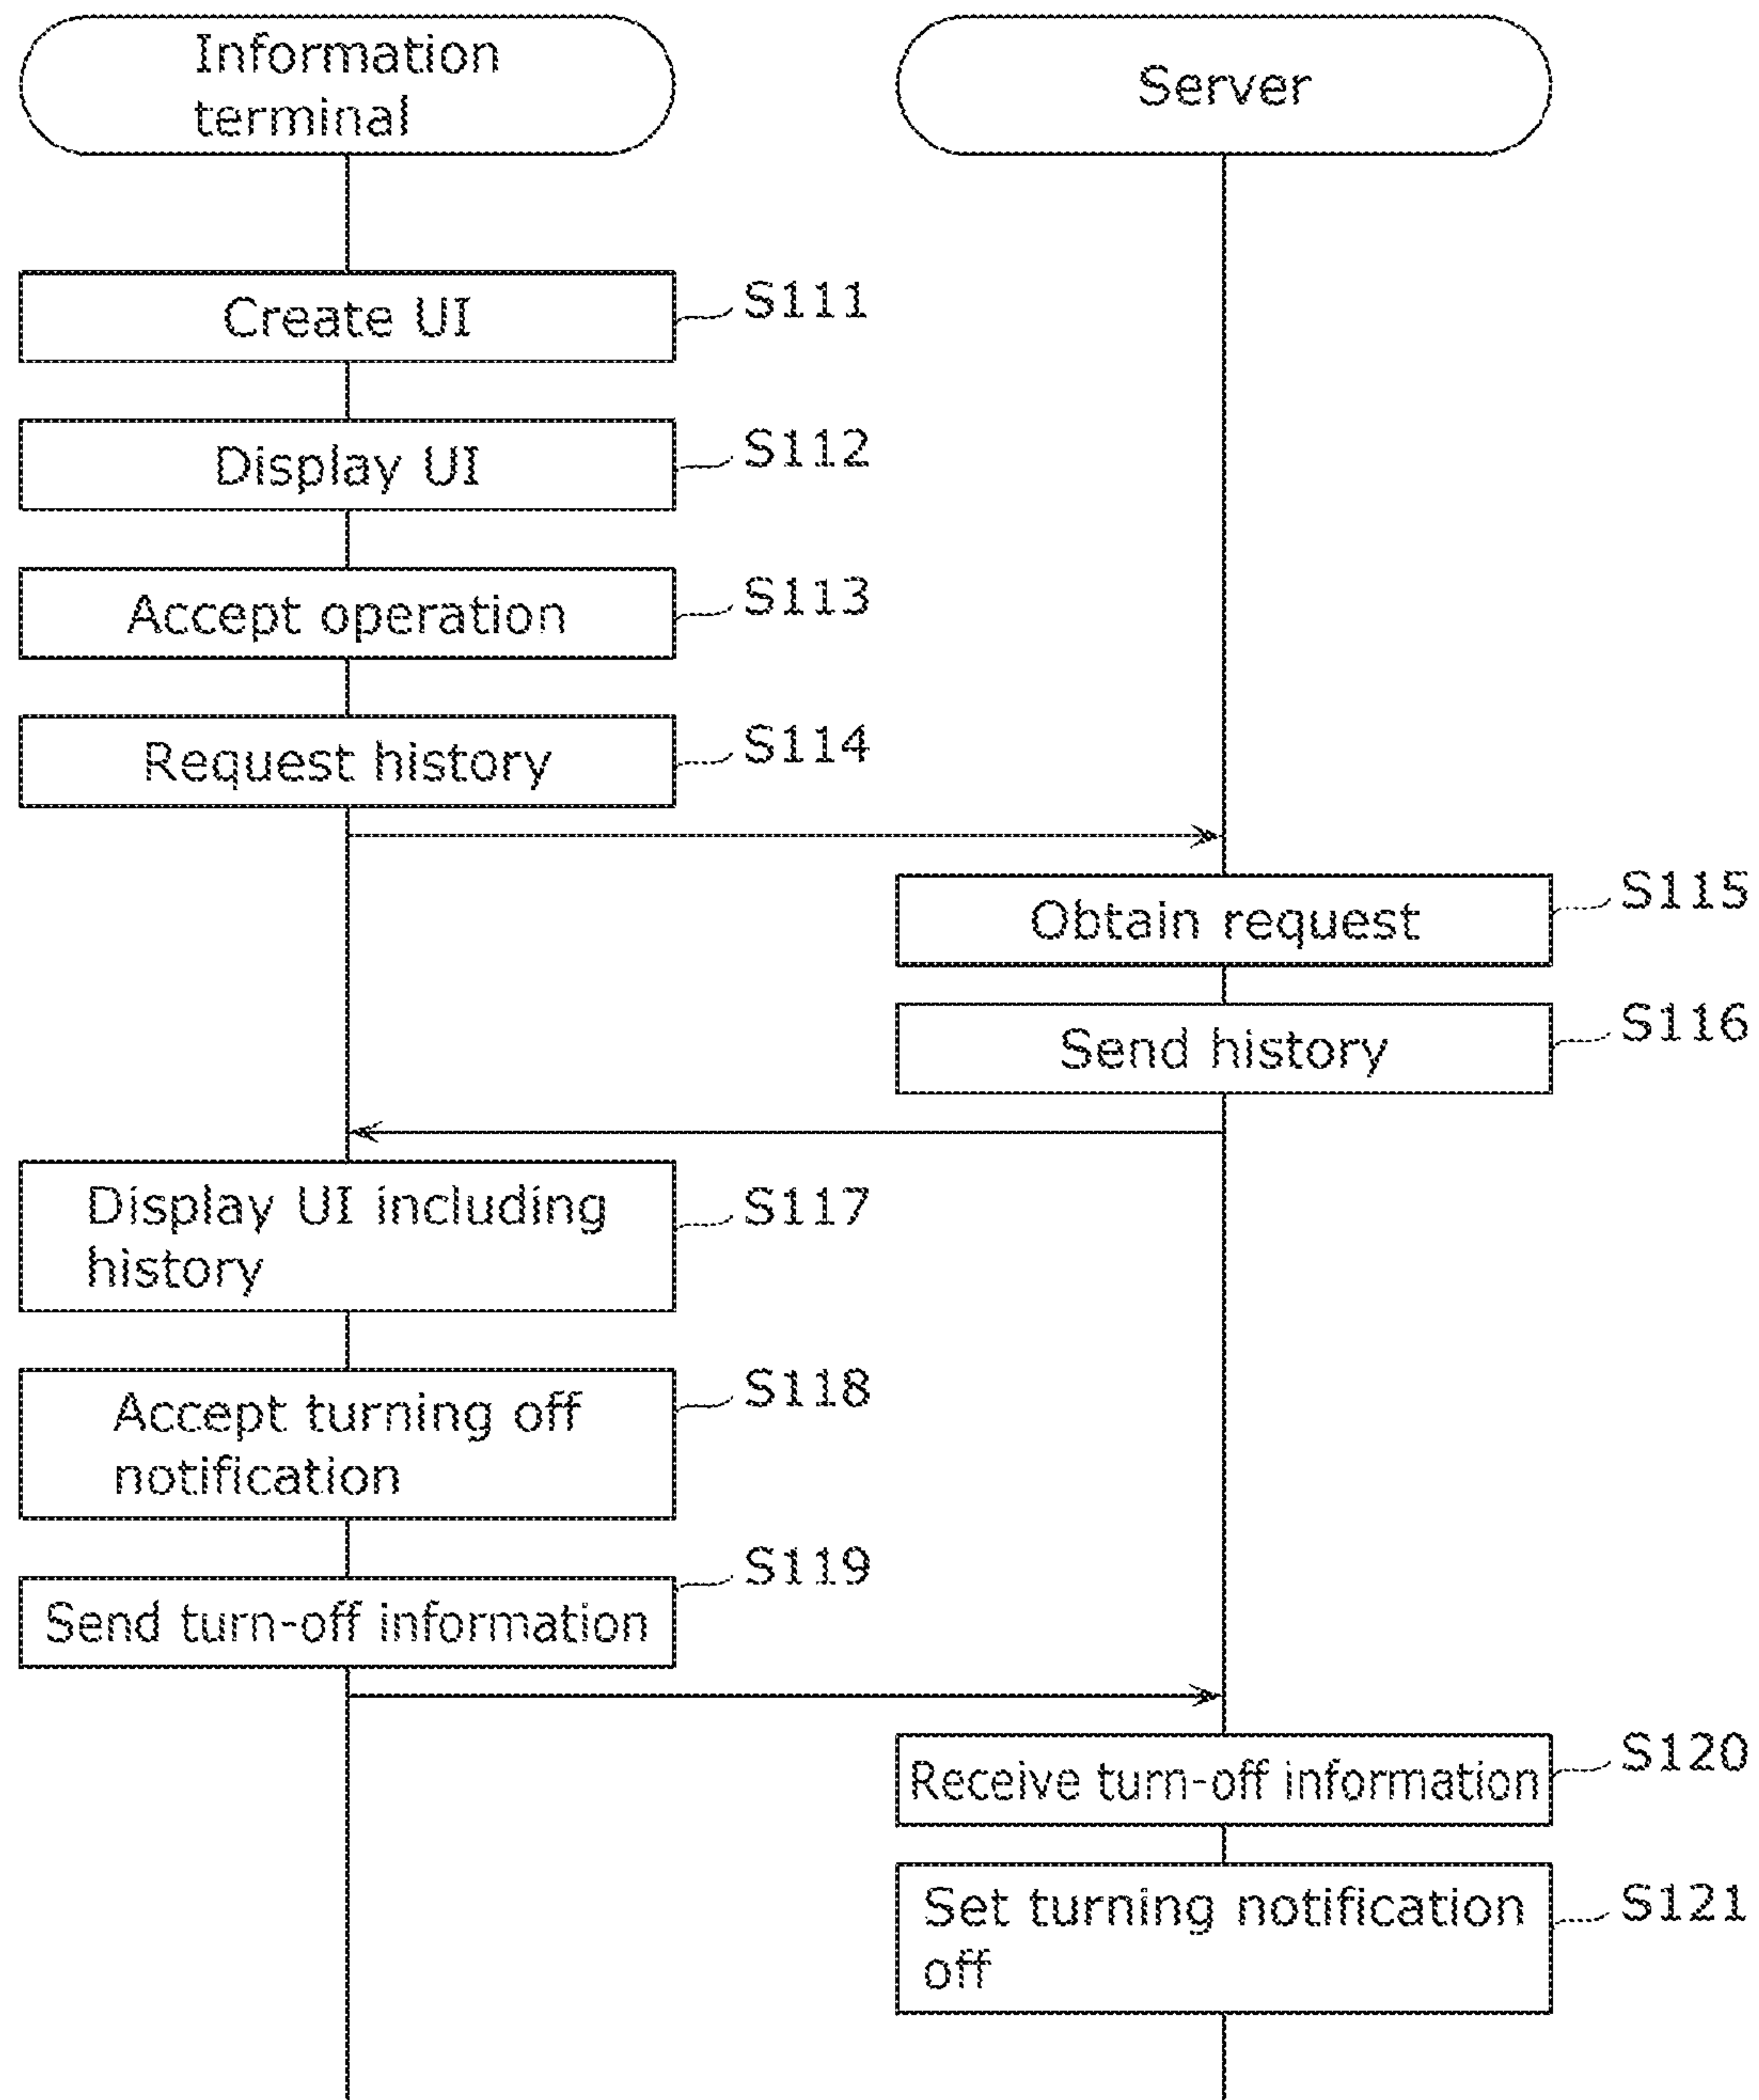 Information
terminal
Server
Create UI
S111
Display UI
S112
Accept operation
S113
Request history
S114
Obtain request
S115
Send history
S116
Display UI including
history
S117
Accept turning off
notification
S118
Send turn-off information
S119
Receive turn-off information
S120
Set turning notification
off
S121